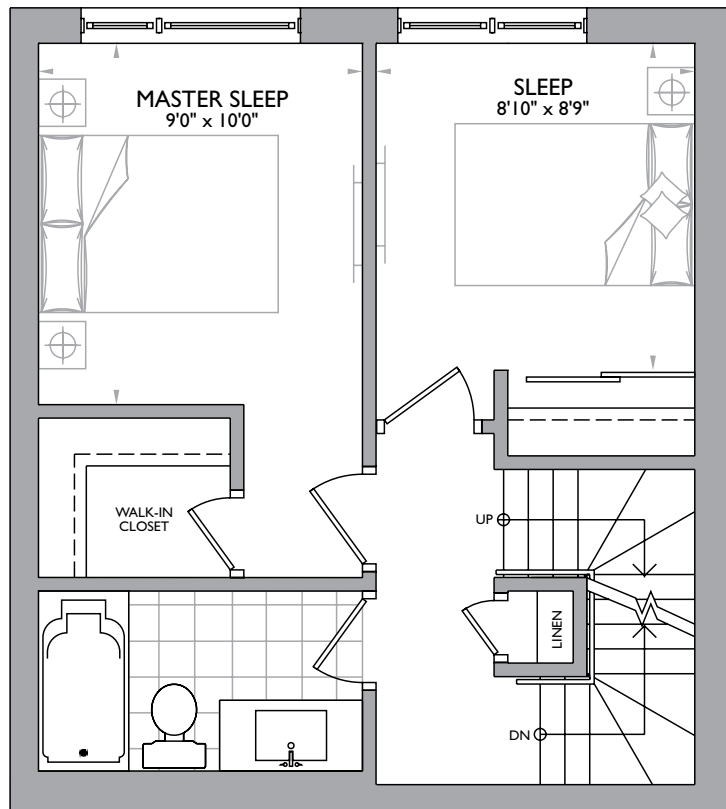 MASTER SLEEP
9'0" x 10'0"
SLEEP
8'10" x 8'9"
WALK-IN
CLOSET
UP
LINEN
DN